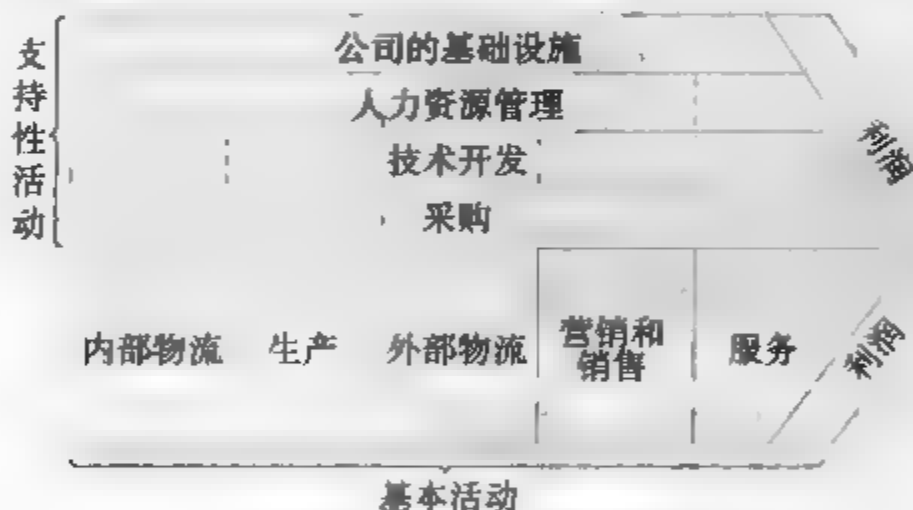 支持性活动
公司的基础设施
人力资源管理
技术开发
采购
利润
内部物流
生产
外部物流
营销和
销售
服务
利润
基本活动